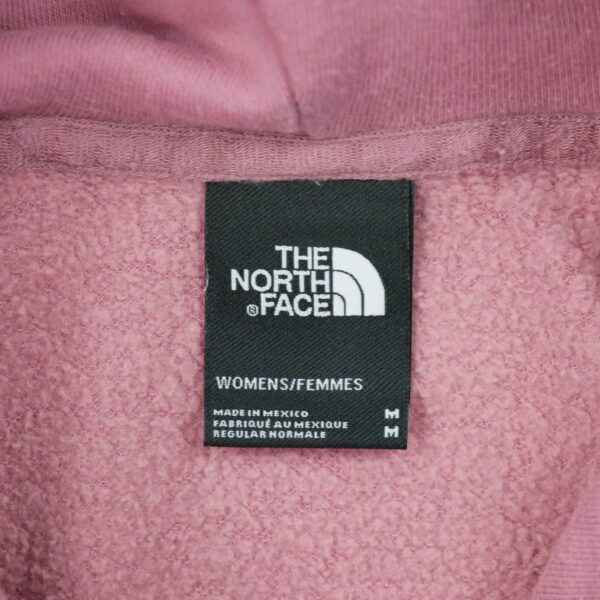 THE
NORTH
®FACE
WOMENS/FEMMES
MADE IN MEXICO M
FABRIQUÉ AU MEXIQUE
REGULAR NORMALE M